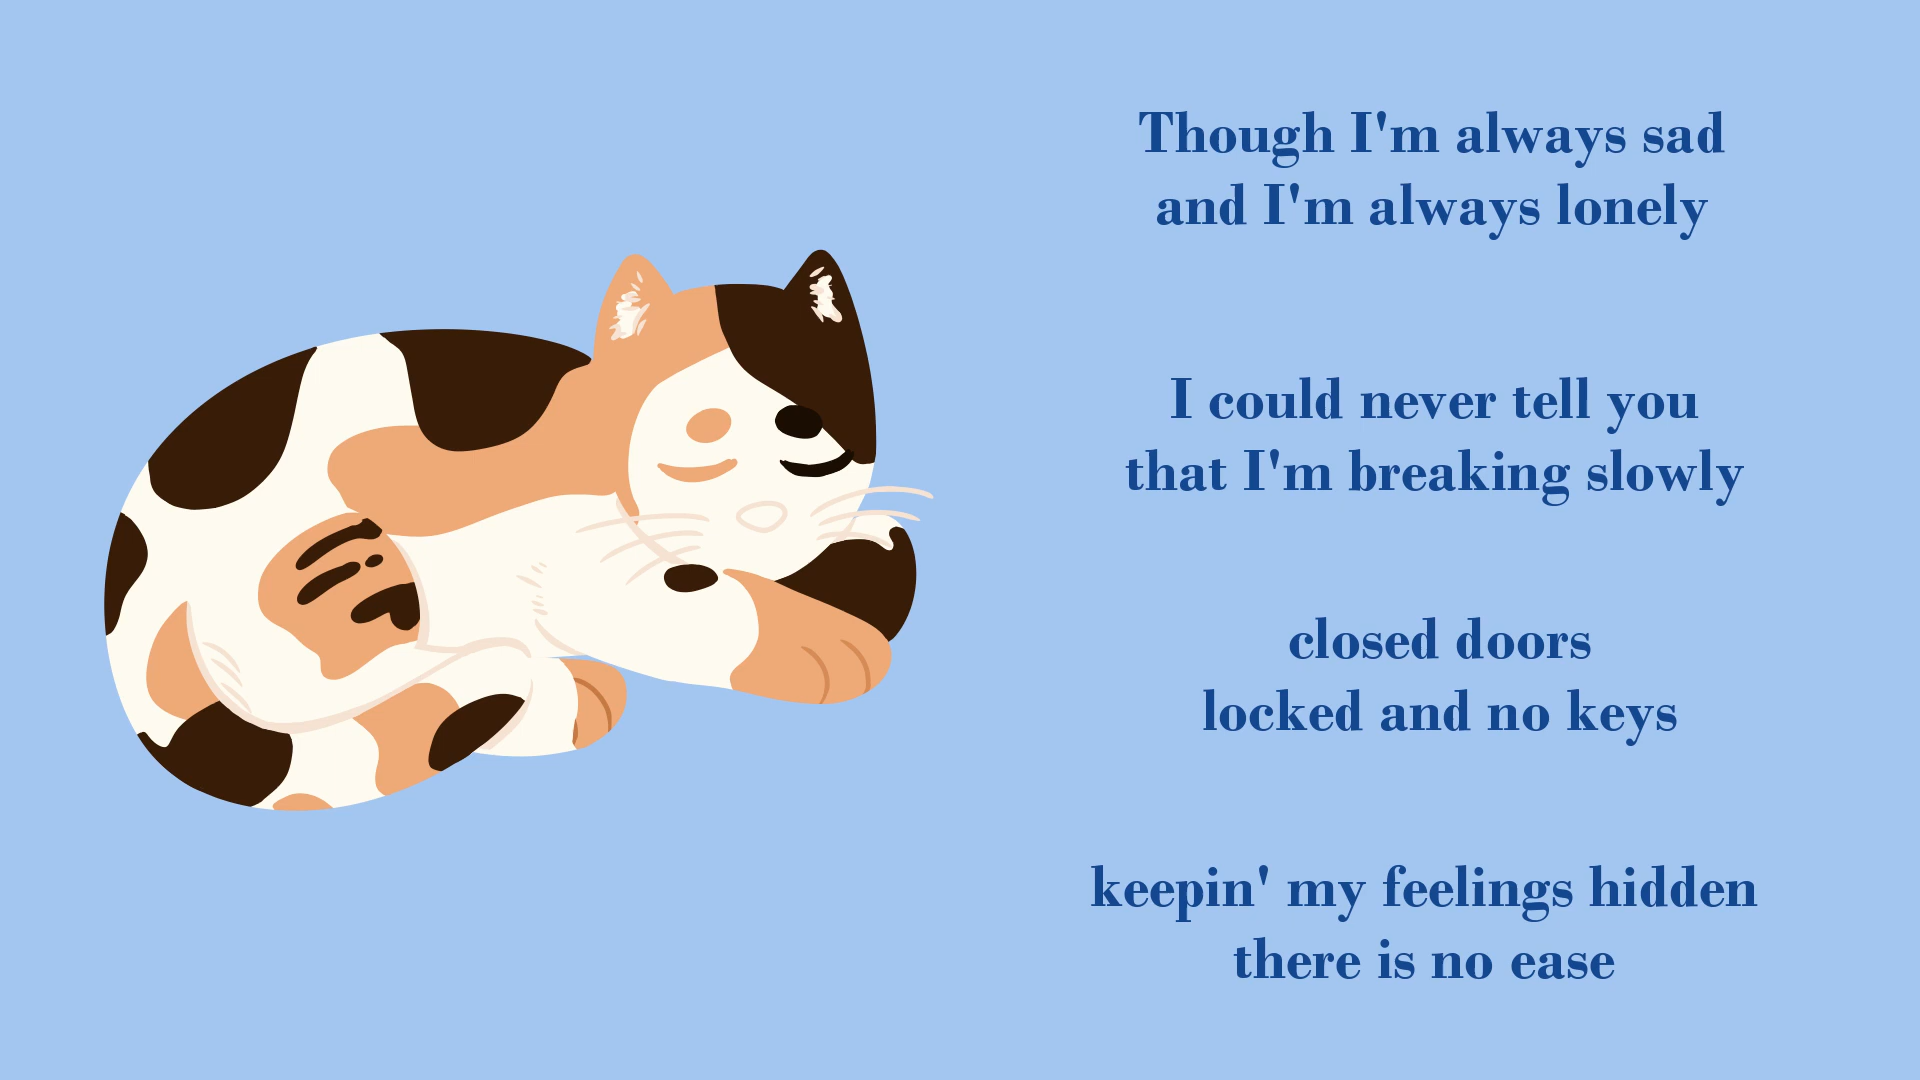 Though I'm always sad
and I'm always lonely
I could never tell you
that I'm breaking slowly
closed doors
locked and no keys
keepin' my feelings hidden
there is no ease